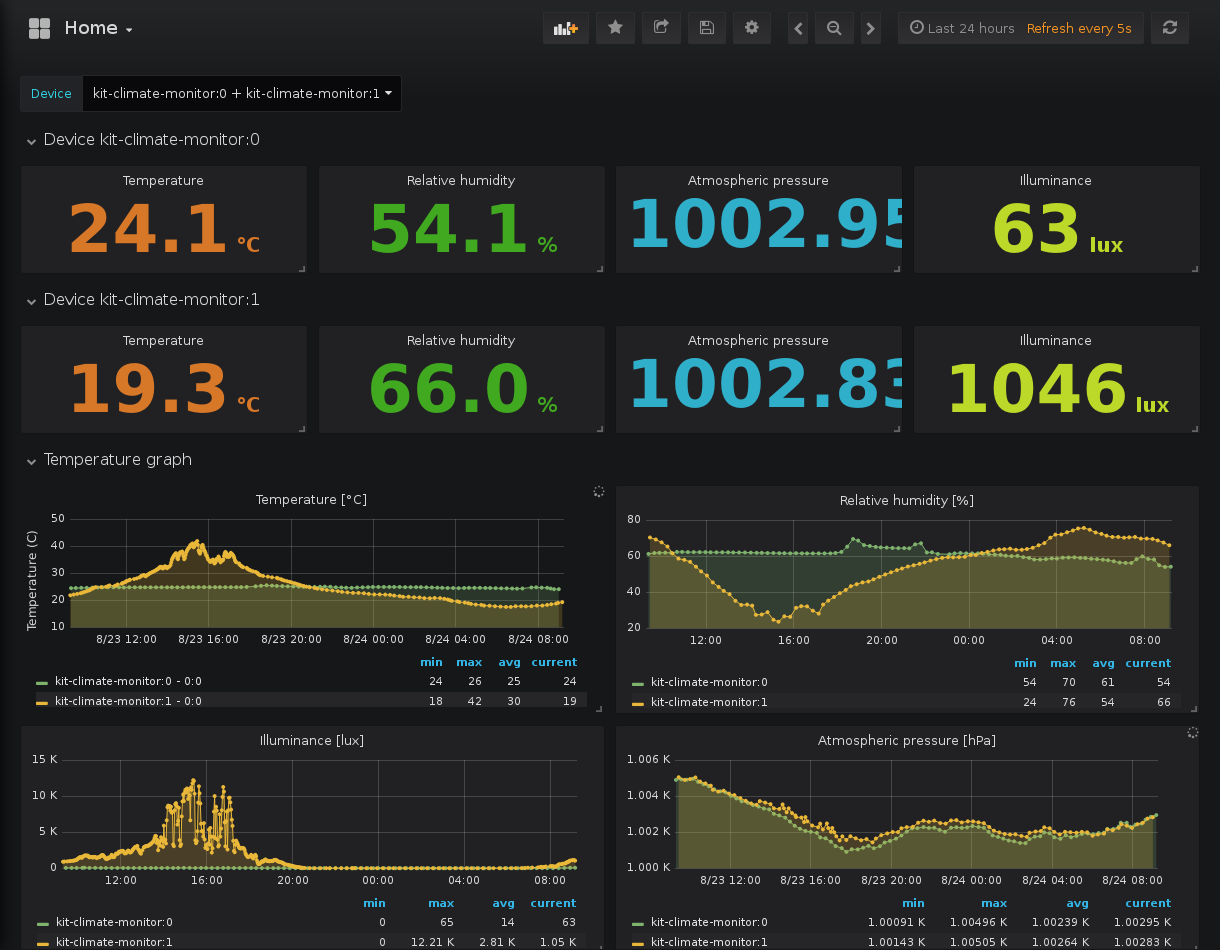 Home
Last 24 hours Refresh every 5s
Device kit-climate-monitor:0 + kit-climate-monitor:1
Device kit-climate-monitor:0
Temperature Relative humidity Atmospheric pressure Illuminance
24.1 °C 54.1 % 1002.95 63 lux
Device kit-climate-monitor:1
Temperature Relative humidity Atmospheric pressure Illuminance
19.3 °C 66.0 % 1002.83 1046 lux
Temperature graph
Temperature [°C]
Temperature (C)
50
40
30
20
10
8/23 12:00 8/23 16:00 8/23 20:00 8/24 00:00 8/24 04:00 8/24 08:00
min max avg current
kit-climate-monitor:0 - 0:0 24 26 25 24
kit-climate-monitor:1 - 0:0 18 42 30 19
Relative humidity [%]
80
60
40
20
12:00 16:00 20:00 00:00 04:00 08:00
min max avg current
kit-climate-monitor:0 54 70 61 54
kit-climate-monitor:1 24 76 54 66
Illuminance [lux]
15 K
10 K
5 K
0
12:00 16:00 20:00 00:00 04:00 08:00
min max avg current
kit-climate-monitor:0 0 65 14 63
kit-climate-monitor:1 0 12.21 K 2.81 K 1.05 K
Atmospheric pressure [hPa]
1.006 K
1.004 K
1.002 K
1.000 K
8/23 12:00 8/23 16:00 8/23 20:00 8/24 00:00 8/24 04:00 8/24 08:00
min max avg current
kit-climate-monitor:0 1.00091 K 1.00496 K 1.00239 K 1.00295 K
kit-climate-monitor:1 1.00143 K 1.00505 K 1.00264 K 1.00283 K